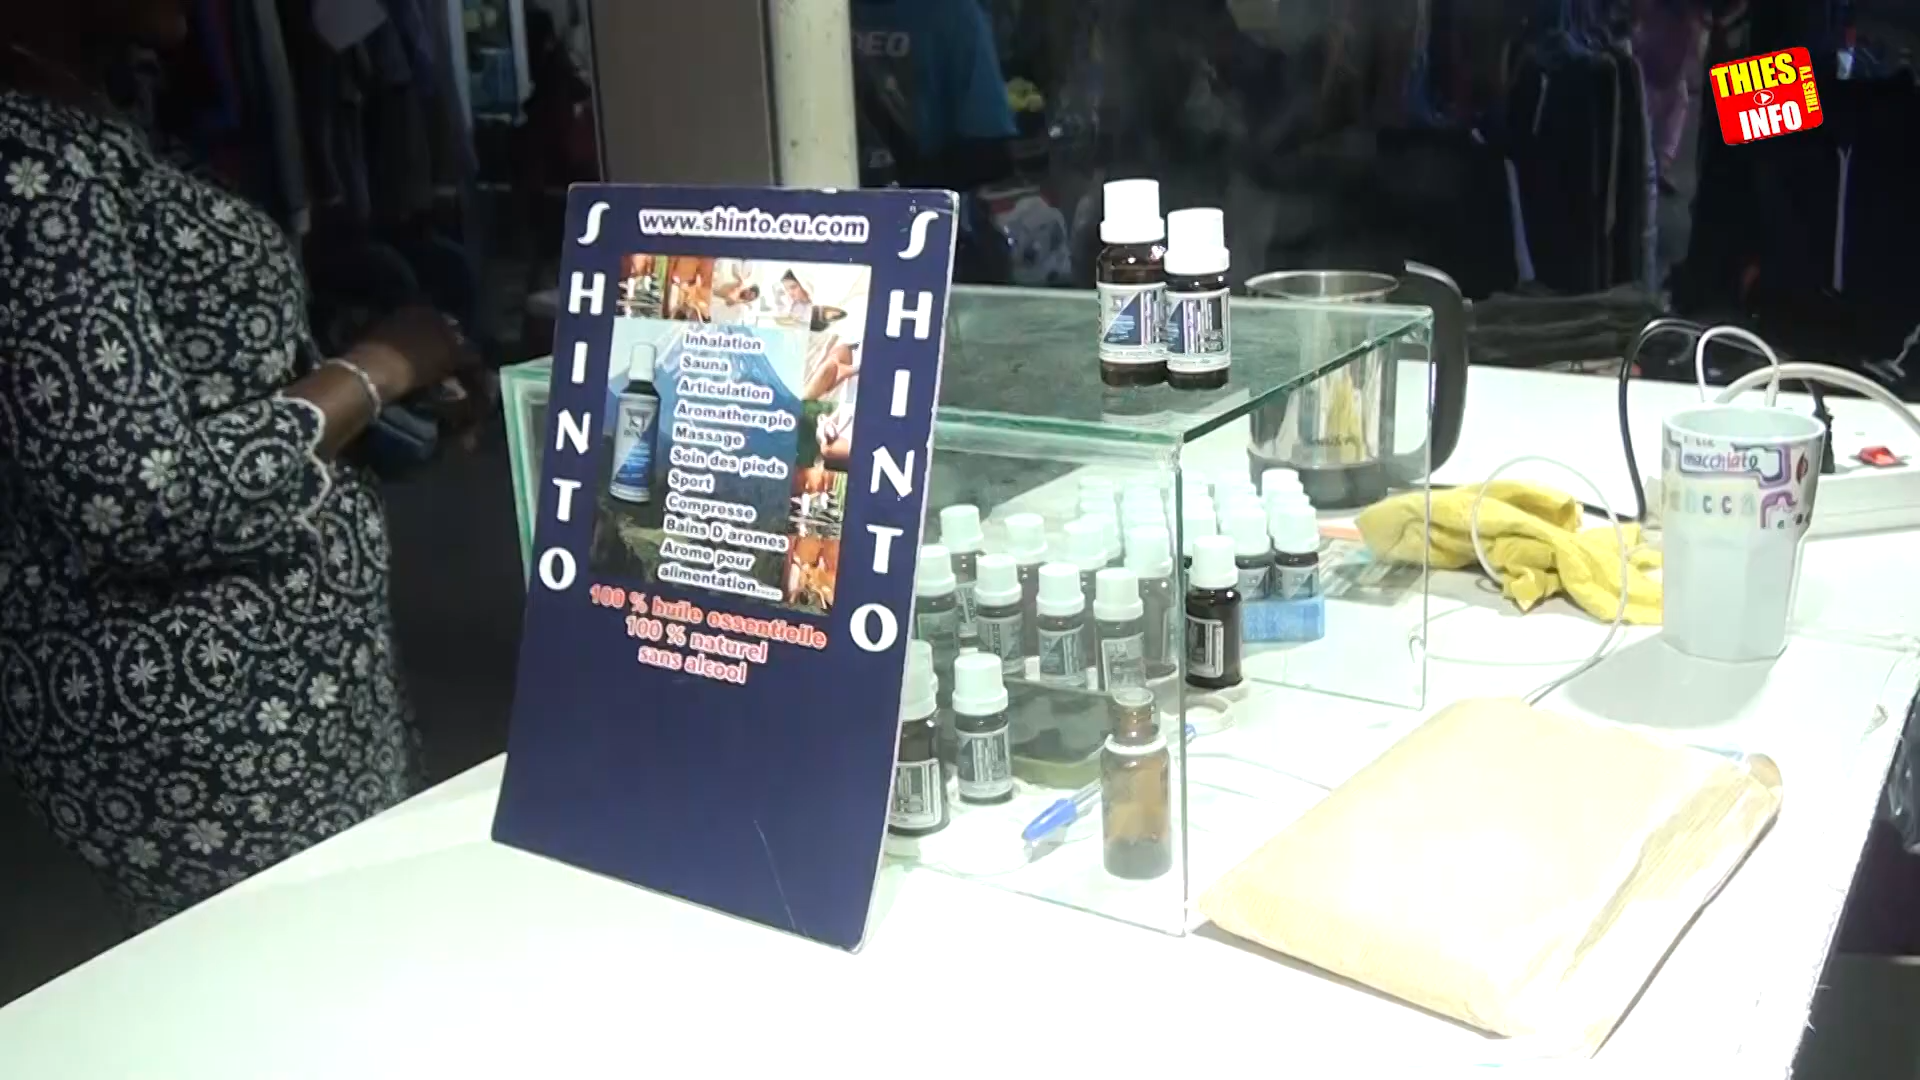 THIES
INFO
THIES TV
DEO
www.shinto.eu.com
SHINTO
SHINTO
Inhalation
Sauna
Articulation
Aromatherapie
Massage
Soin des pieds
Sport
Compresse
Bains D'aromes
Arome pour
alimentation.....
100 % huile essentielle
100 % naturel
sans alcool
macchiato